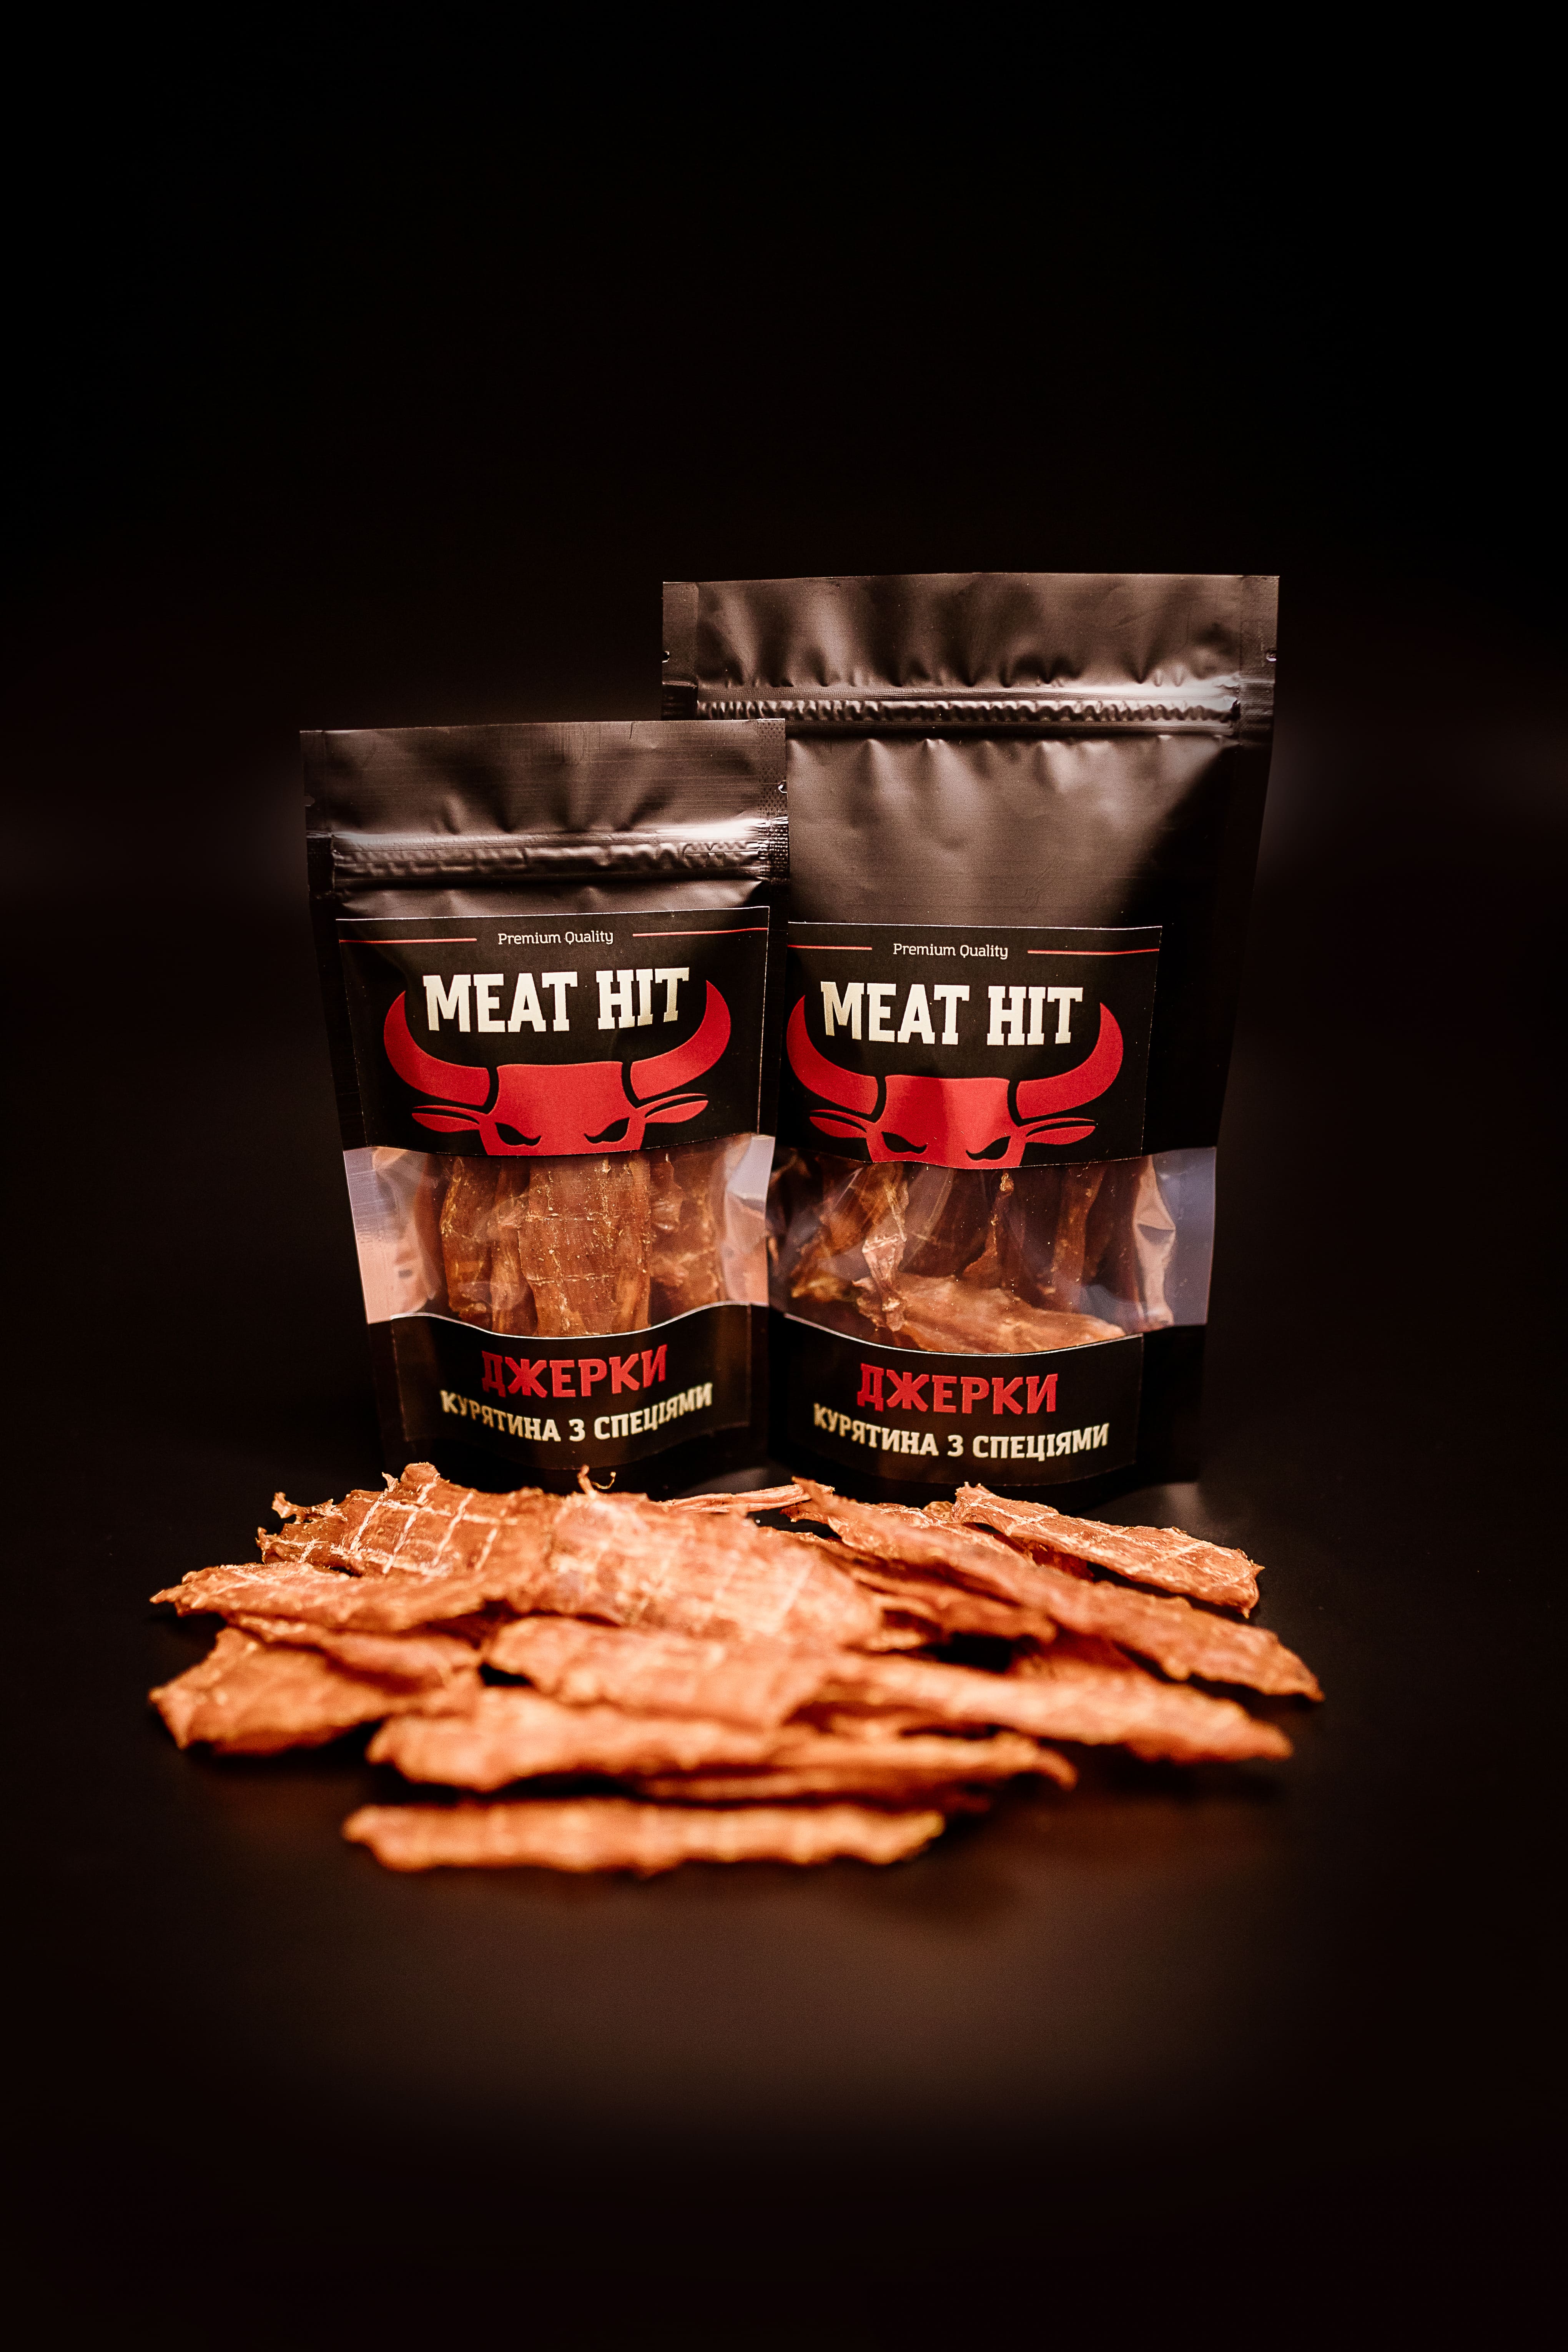 Premium Quality
MEAT HIT
ДЖЕРКИ
КУРЯТИНА З СПЕЦІЯМИ
Premium Quality
MEAT HIT
ДЖЕРКИ
КУРЯТИНА З СПЕЦІЯМИ